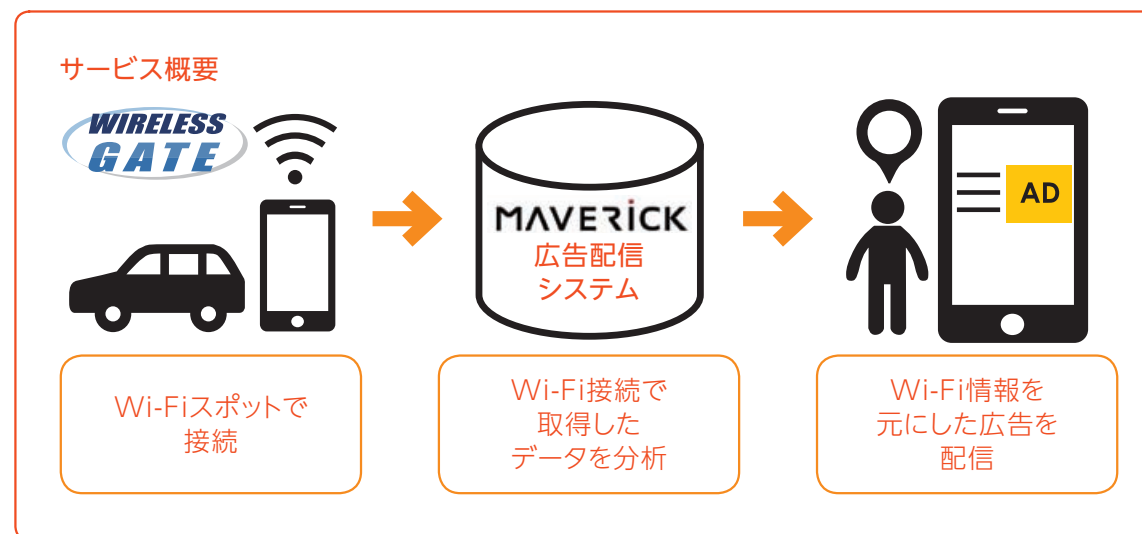 サービス概要
WIRELESS
GATE
MAVERICK
広告配信
システム
AD
Wi-Fiスポットで
接続
Wi-Fi接続で
取得した
データを分析
Wi-Fi情報を
元にした広告を
配信